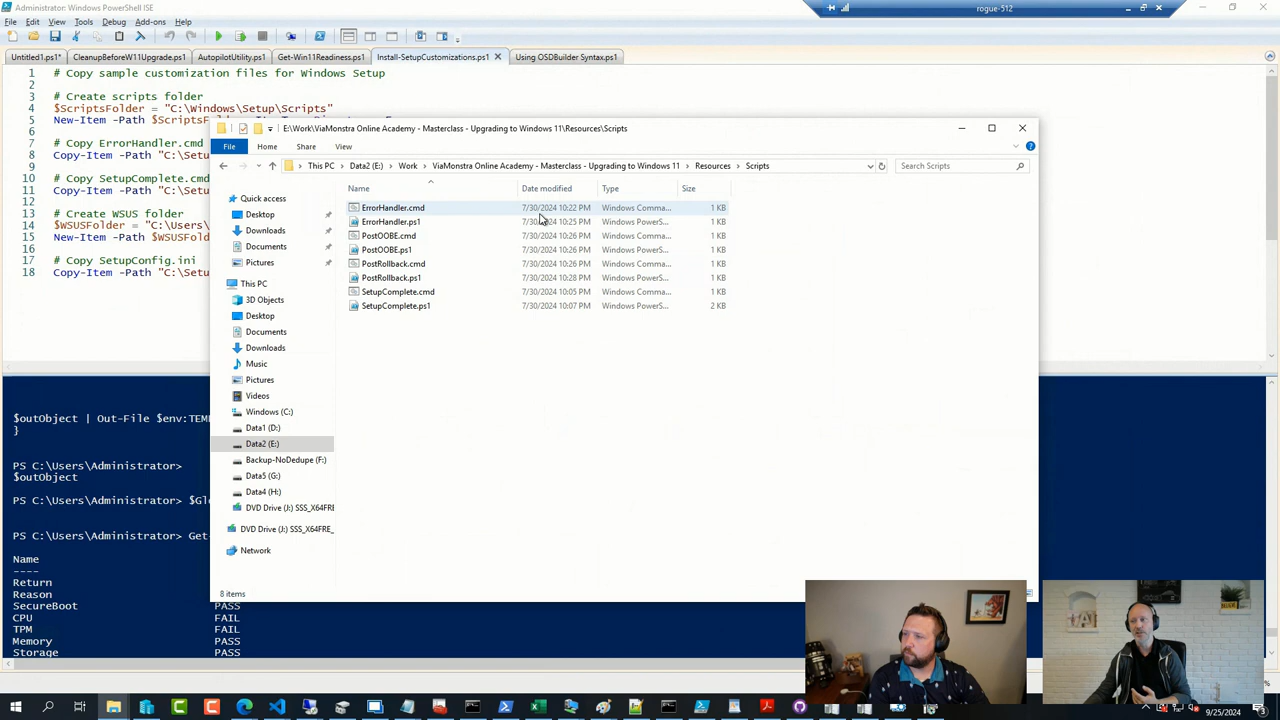 Administrator: Windows PowerShell ISE
rogue-512
File Edit View Tools Debug Add-ons Help
Untitled1.ps1* CleanupBeforeW11Upgrade.ps1 AutopilotUtility.ps1 Get-Win11Readiness.ps1 Install-SetupCustomizations.ps1 Using OSDBuilder Syntax.ps1
1 # Copy sample customization files for Windows Setup
2
3 # Create scripts folder
4 $ScriptsFolder = "C:\Windows\Setup\Scripts"
5 New-Item -Path $ScriptsF
6
7 # Copy ErrorHandler.cmd
8 Copy-Item -Path "C:\Setu
9
10 # Copy SetupComplete.cmd
11 Copy-Item -Path "C:\Setu
12
13 # Create WSUS folder
14 $WSUSFolder = "C:\Users\
15 New-Item -Path $WSUSFold
16
17 # Copy SetupConfig.ini
18 Copy-Item -Path "C:\Setu
E:\Work\ViaMonstra Online Academy - Masterclass - Upgrading to Windows 11\Resources\Scripts
File Home Share View
This PC Data2 (E:) Work ViaMonstra Online Academy - Masterclass - Upgrading to Windows 11 Resources Scripts
Search Scripts
Name Date modified Type Size
ErrorHandler.cmd 7/30/2024 10:22 PM Windows Comma... 1 KB
ErrorHandler.ps1 7/30/2024 10:25 PM Windows PowerS... 1 KB
PostOOBE.cmd 7/30/2024 10:26 PM Windows Comma... 1 KB
PostOOBE.ps1 7/30/2024 10:26 PM Windows PowerS... 1 KB
PostRollback.cmd 7/30/2024 10:26 PM Windows Comma... 1 KB
PostRollback.ps1 7/30/2024 10:28 PM Windows PowerS... 1 KB
SetupComplete.cmd 7/30/2024 10:05 PM Windows Comma... 1 KB
SetupComplete.ps1 7/30/2024 10:07 PM Windows PowerS... 2 KB
Quick access
Desktop
Downloads
Documents
Pictures
This PC
3D Objects
Desktop
Documents
Downloads
Music
Pictures
Videos
Windows (C:)
Data1 (D:)
Data2 (E:)
Backup-NoDedupe (F:)
Data5 (G:)
Data4 (H:)
DVD Drive (J:) SSS_X64FRE
DVD Drive (J:) SSS_X64FRE_
Network
8 items
$outObject | Out-File $env:TEMP
}
PS C:\Users\Administrator>
$outObject
PS C:\Users\Administrator> $Gl
PS C:\Users\Administrator> Get
Name
----
Return
Reason
SecureBoot PASS
CPU FAIL
TPM FAIL
Memory PASS
Storage PASS
9/25/2024